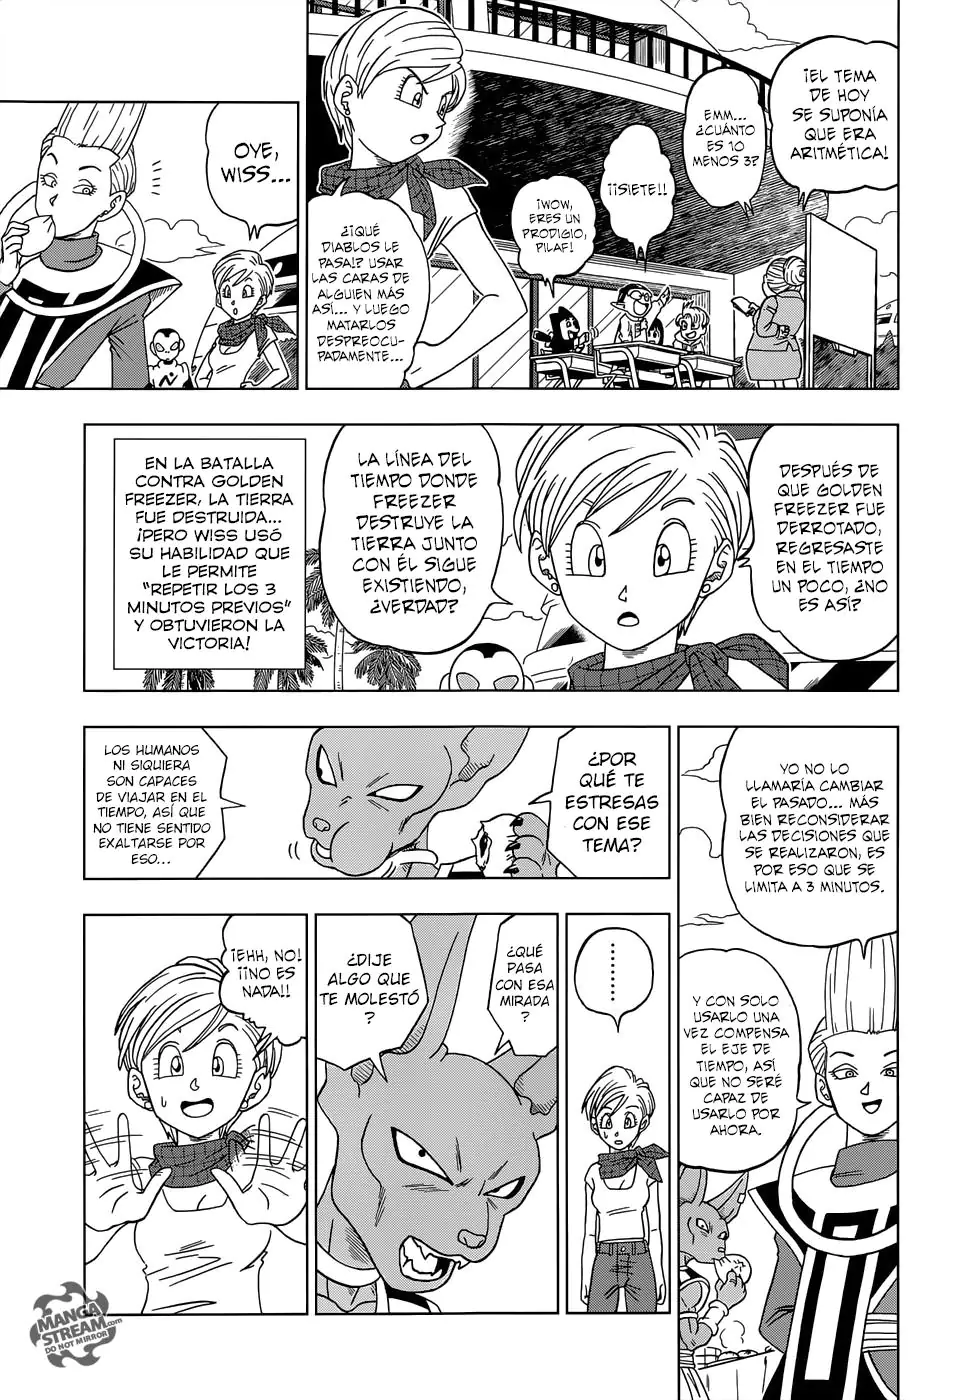 ¡EL TEMA
DE HOY
SE SUPONÍA
QUE ERA
ARITMÉTICA!
EMM...
¿CUÁNTO
ES 10
MENOS 3?
¡¡SIETE!!
¡WOW,
ERES UN
PRODIGIO,
PILAF!
¿¡QUÉ
DIABLOS LE
PASA!? USAR
LAS CARAS DE
ALGUIEN MÁS
ASÍ... Y LUEGO
MATARLOS
DESPREOCU-
PADAMENTE...
OYE,
WISS...
DESPUÉS DE
QUE GOLDEN
FREEZER FUE
DERROTADO,
REGRESASTE
EN EL TIEMPO
UN POCO, ¿NO
ES ASÍ?
LA LÍNEA DEL
TIEMPO DONDE
FREEZER
DESTRUYE LA
TIERRA JUNTO
CON ÉL SIGUE
EXISTIENDO,
¿VERDAD?
EN LA BATALLA
CONTRA GOLDEN
FREEZER, LA TIERRA
FUE DESTRUIDA...
¡PERO WISS USÓ
SU HABILIDAD QUE
LE PERMITE
"REPETIR LOS 3
MINUTOS PREVIOS"
Y OBTUVIERON LA
VICTORIA!
YO NO LO
LLAMARÍA CAMBIAR
EL PASADO... MÁS
BIEN RECONSIDERAR
LAS DECISIONES QUE
SE REALIZARON, ES
POR ESO QUE SE
LIMITA A 3 MINUTOS.
Y CON SOLO
USARLO UNA
VEZ COMPENSA
EL EJE DE
TIEMPO, ASÍ
QUE NO SERÉ
CAPAZ DE
USARLO POR
AHORA.
¿POR
QUÉ TE
ESTRESAS
CON ESE
TEMA?
LOS HUMANOS
NI SIQUIERA
SON CAPACES
DE VIAJAR EN EL
TIEMPO, ASÍ QUE
NO TIENE SENTIDO
EXALTARSE POR
ESO...
.........
¿QUÉ
PASA
CON ESA
MIRADA
?
¿DIJE
ALGO QUE
TE MOLESTÓ
?
¡EHH, NO!
¡¡NO ES
NADA!!
MANGA
STREAM.com
DO NOT MIRROR